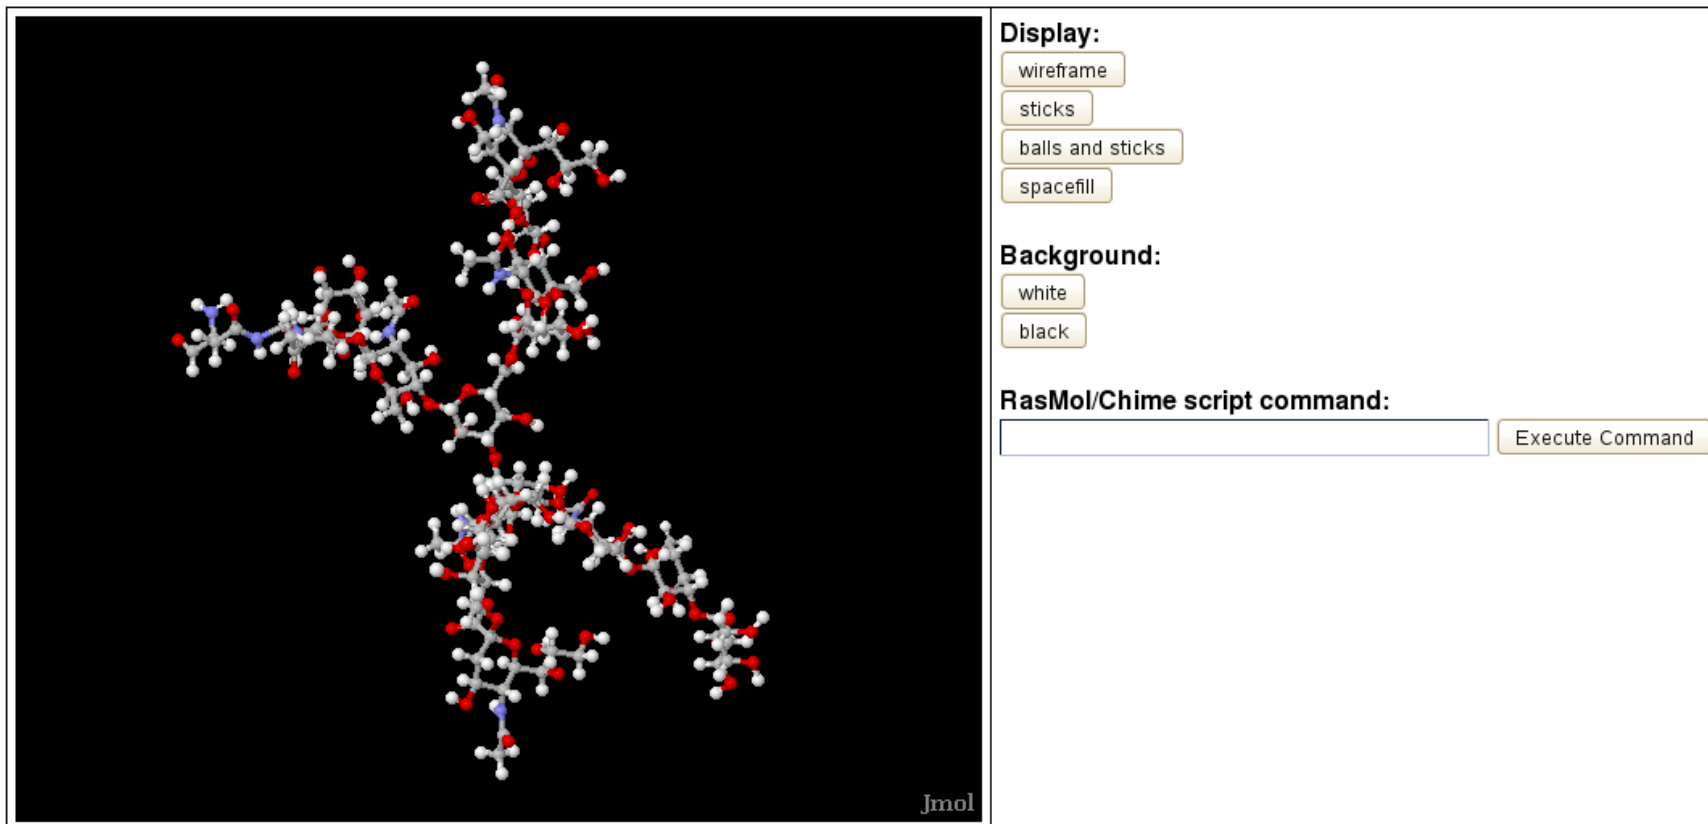 Display:
wireframe
sticks
balls and sticks
spacefill
Background:
white
black
RasMol/Chime script command:
Execute Command
Jmol